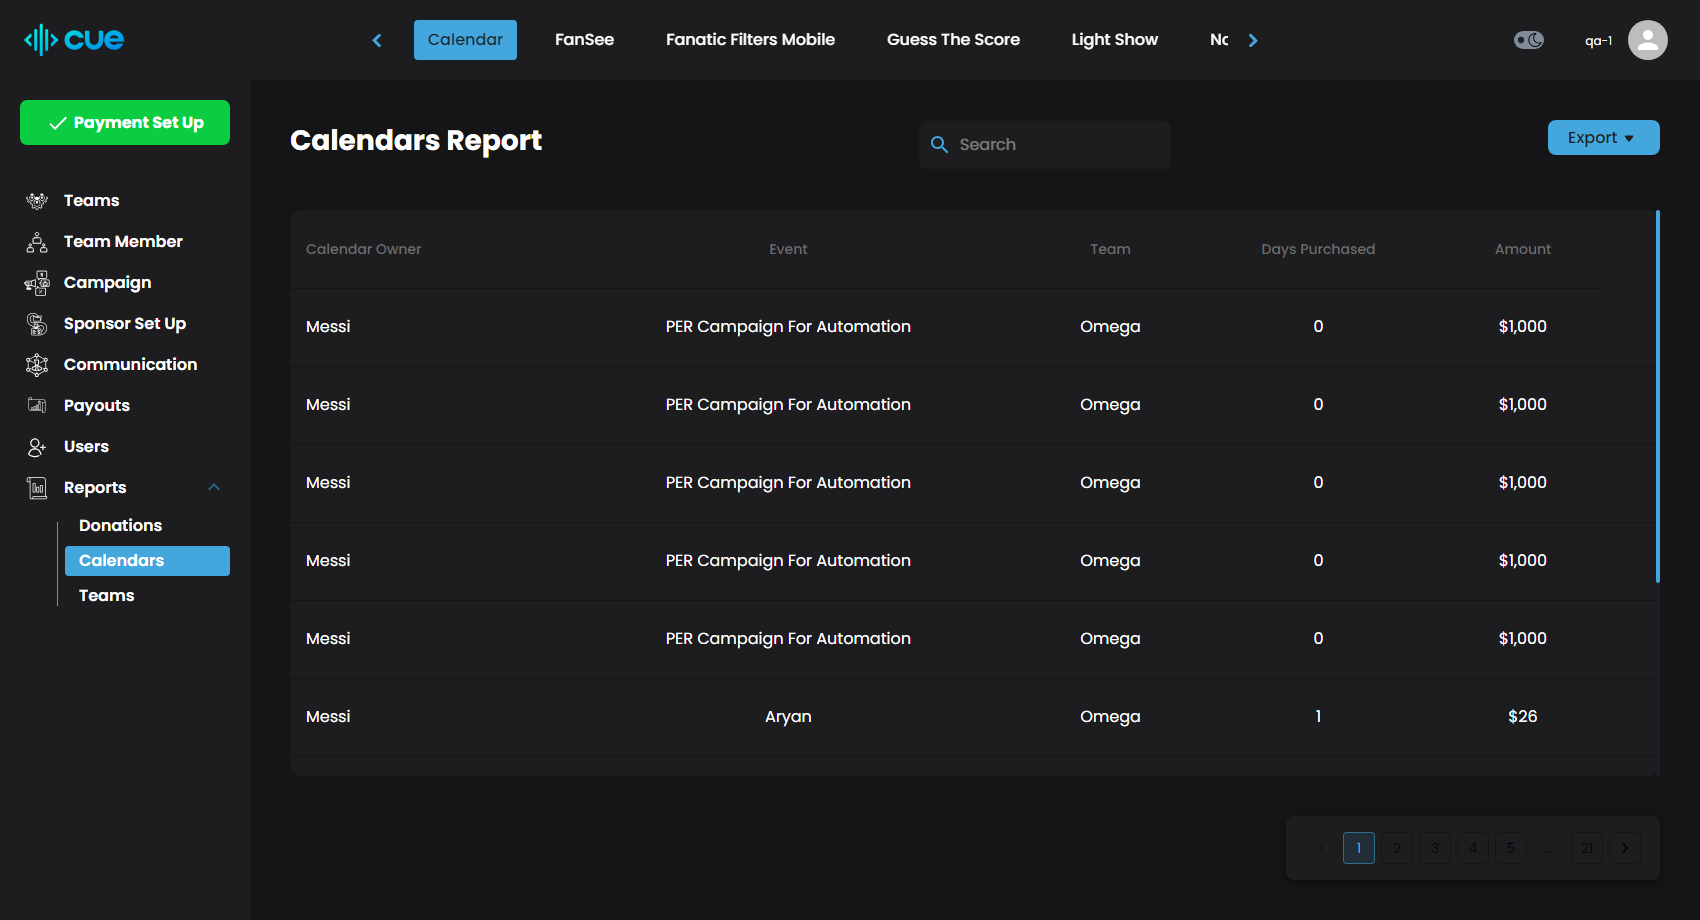 cue
Calendar FanSee Fanatic Filters Mobile Guess The Score Light Show
qa-1
Payment Set Up
Teams
Team Member
Campaign
Sponsor Set Up
Communication
Payouts
Users
Reports
Donations
Calendars
Teams
Calendars Report
Search
Export
Calendar Owner Event Team Days Purchased Amount
Messi PER Campaign For Automation Omega 0 $1,000
Messi PER Campaign For Automation Omega 0 $1,000
Messi PER Campaign For Automation Omega 0 $1,000
Messi PER Campaign For Automation Omega 0 $1,000
Messi PER Campaign For Automation Omega 0 $1,000
Messi Aryan Omega 1 $26
1 2 3 4 5 ... 21